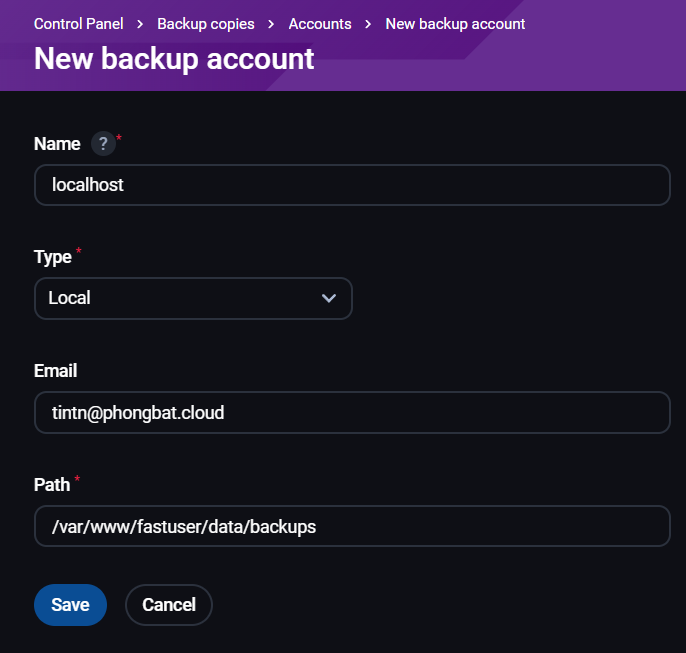 Control Panel > Backup copies > Accounts > New backup account
New backup account
Name ? *
localhost
Type *
Local
Email
tintn@phongbat.cloud
Path *
/var/www/fastuser/data/backups
Save Cancel